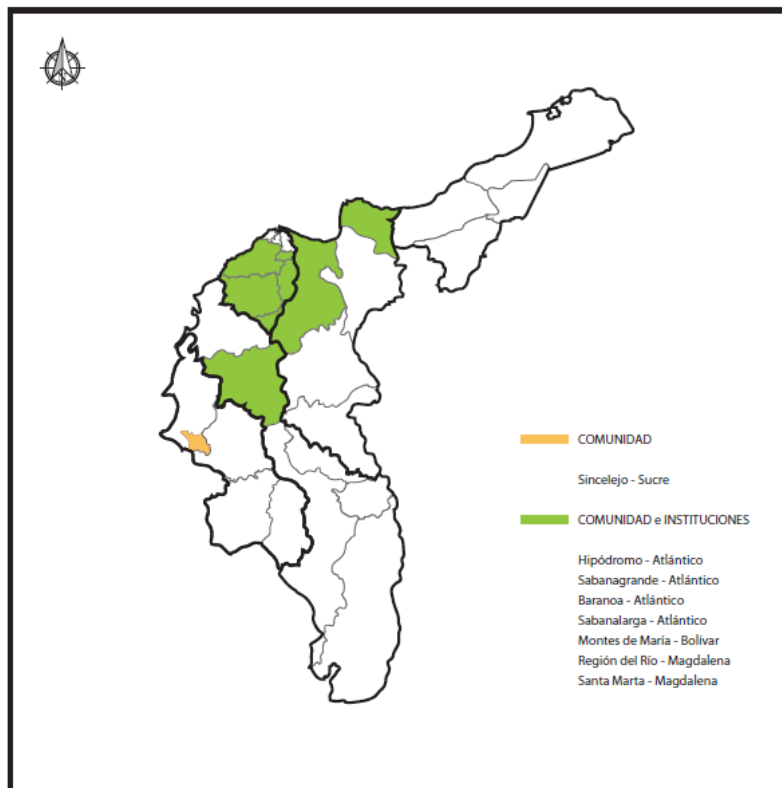 COMUNIDAD
Sincelejo - Sucre
COMUNIDAD e INSTITUCIONES
Hipódromo - Atlántico
Sabanagrande - Atlántico
Baranoa - Atlántico
Sabanalarga - Atlántico
Montes de María - Bolívar
Región del Río - Magdalena
Santa Marta - Magdalena